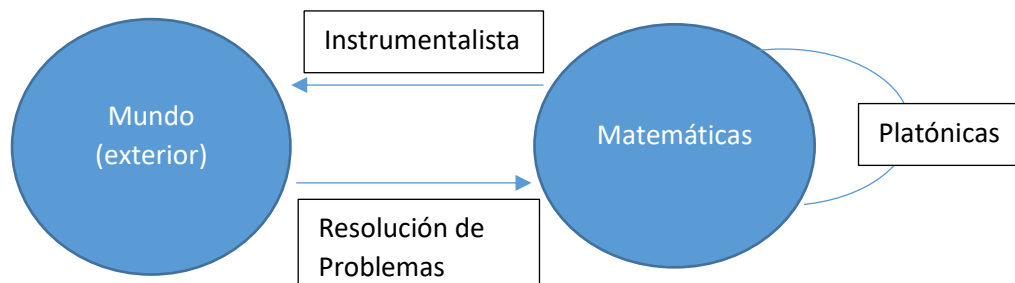 Instrumentalista
Mundo
(exterior)
Matemáticas
Platónicas
Resolución de
Problemas